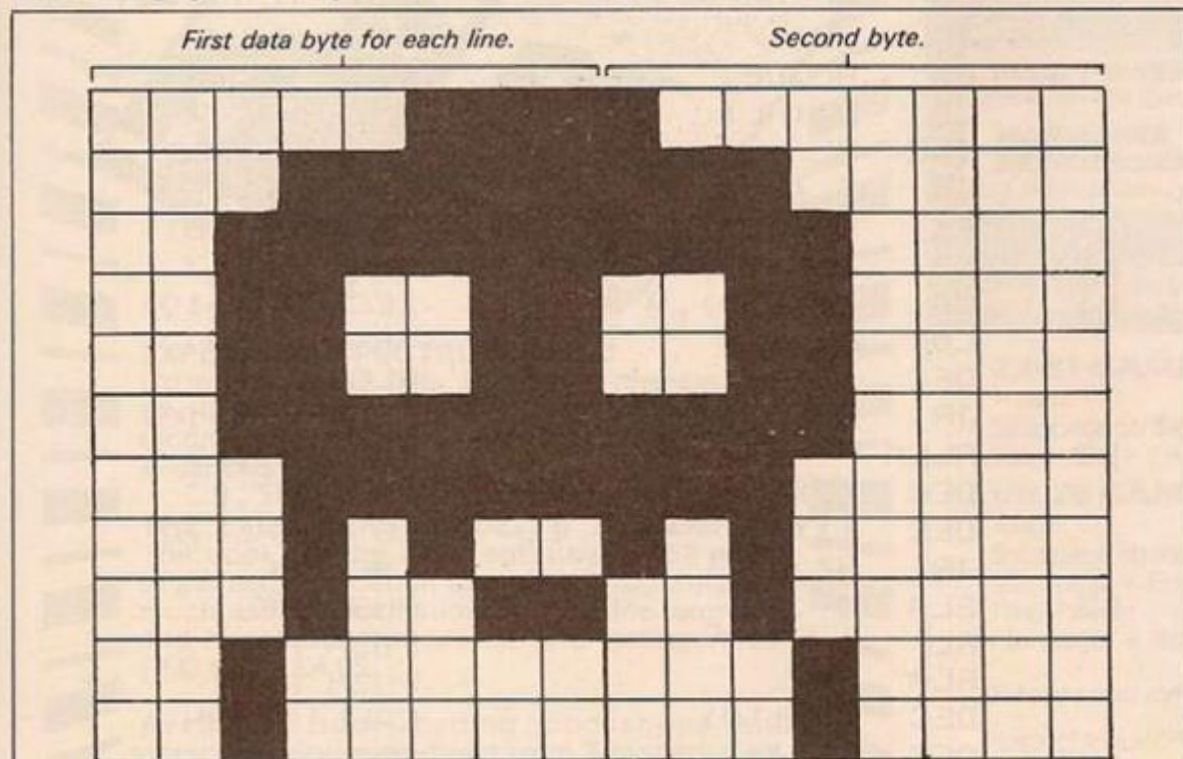 First data byte for each line.
Second byte.